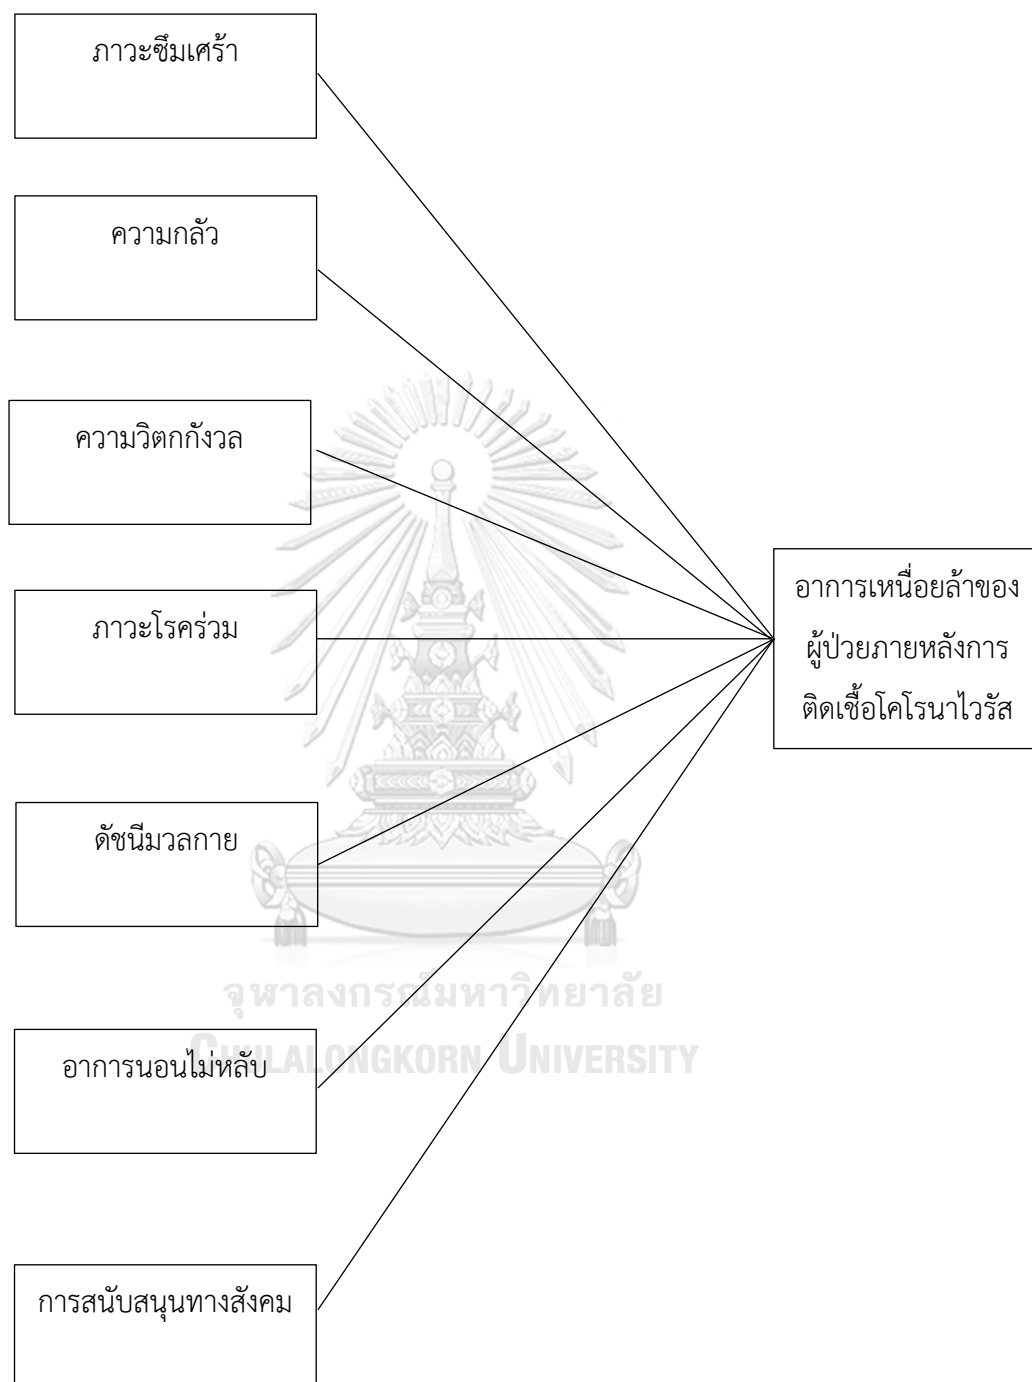 ภาวะซึมเศร้า
ความกลัว
ความวิตกกังวล
ภาวะโรคร่วม
ดัชนีมวลกาย
อาการนอนไม่หลับ
การสนับสนุนทางสังคม
อาการเหนื่อยล้าของ
ผู้ป่วยภายหลังการ
ติดเชื้อโคโรนาไวรัส
จุฬาลงกรณ์มหาวิทยาลัย
CHULALONGKORN UNIVERSITY